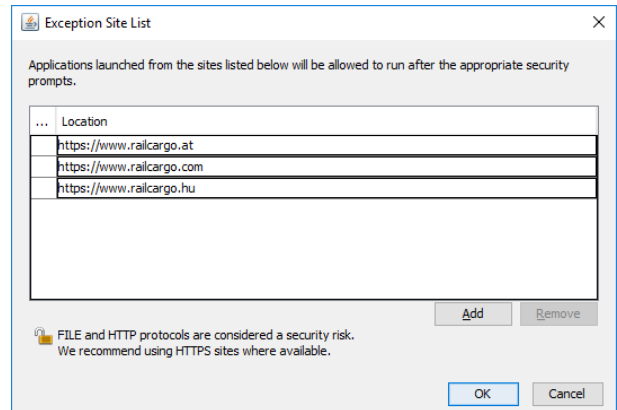 Exception Site List
Applications launched from the sites listed below will be allowed to run after the appropriate security
prompts.
... Location
https://www.railcargo.at
https://www.railcargo.com
https://www.railcargo.hu
Add Remove
FILE and HTTP protocols are considered a security risk.
We recommend using HTTPS sites where available.
OK Cancel